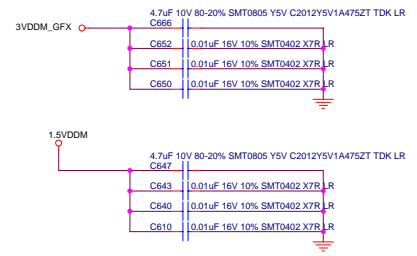 4.7uF 10V 80-20% SMT0805 Y5V C2012Y5V1A475ZT TDK LR
3VDDM_GFX
C666
C652 0.01uF 16V 10% SMT0402 X7R LR
C651 0.01uF 16V 10% SMT0402 X7R LR
C650 0.01uF 16V 10% SMT0402 X7R LR
1.5VDDM
4.7uF 10V 80-20% SMT0805 Y5V C2012Y5V1A475ZT TDK LR
C647
C643 0.01uF 16V 10% SMT0402 X7R LR
C640 0.01uF 16V 10% SMT0402 X7R LR
C610 0.01uF 16V 10% SMT0402 X7R LR